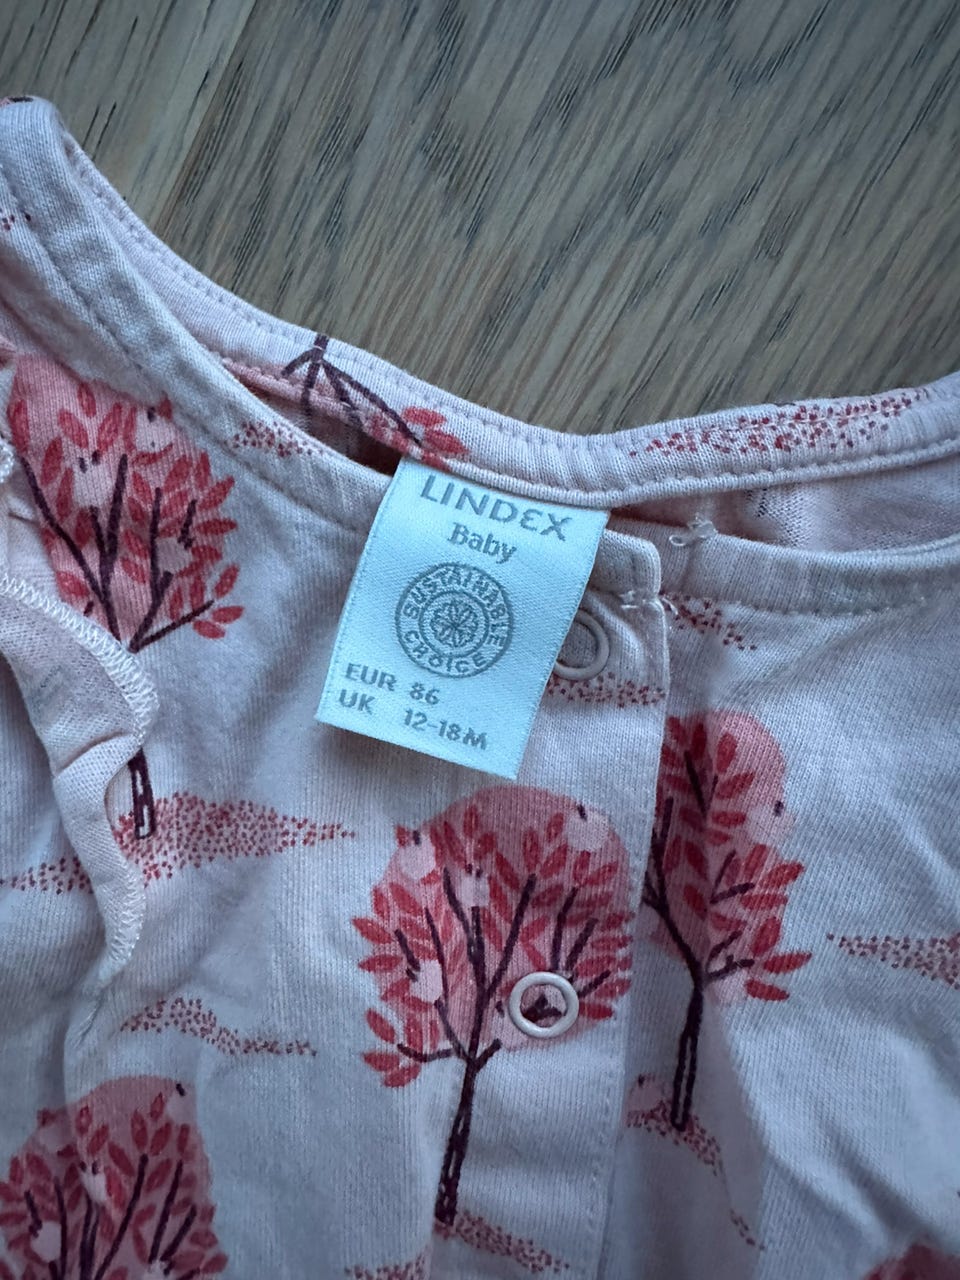 LINDEX
Baby
SUSTAINABLE
CHOICE
EUR 86
UK 12-18M